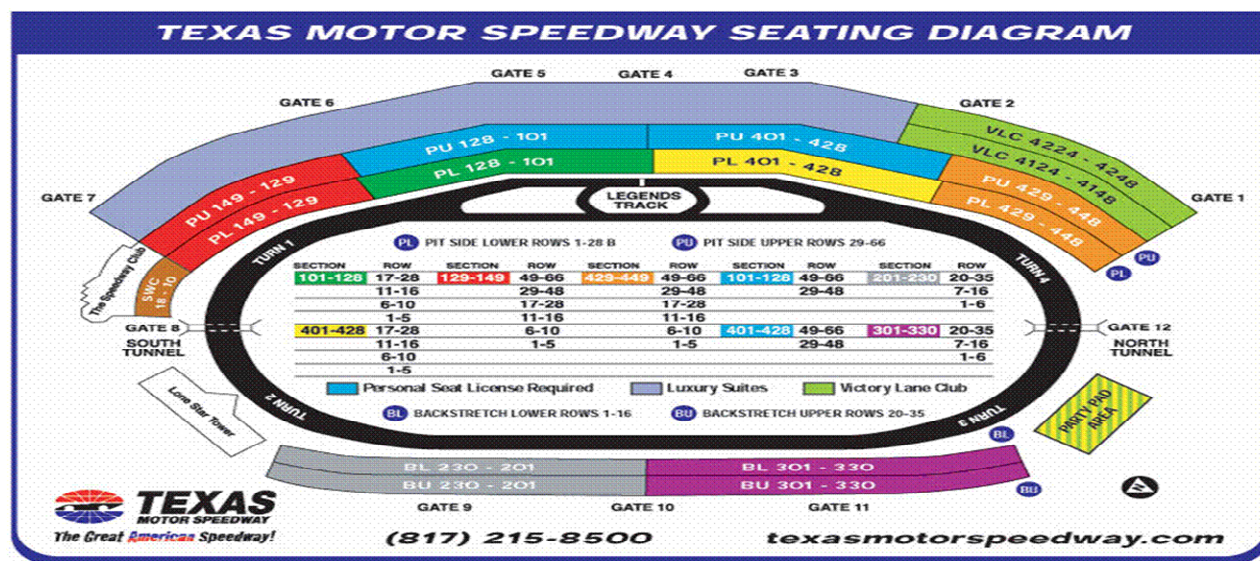 TEXAS MOTOR SPEEDWAY SEATING DIAGRAM
GATE 5 GATE 4 GATE 3
GATE 6 GATE 2
GATE 7 GATE 1
VLC 4224 - 4248
VLC 4124 - 4148
PU 128 - 101 PU 401 - 428
PL 128 - 101 PL 401 - 428
PU 149 - 129 PU 429 - 448
PL 149 - 129 PL 429 - 448
LEGENDS
TRACK
TURN 1 TURN 4
PL PIT SIDE LOWER ROWS 1-28 B PU PIT SIDE UPPER ROWS 29-66
PU
PL
The Speedway Club
SWC
18 - 10
SECTION ROW SECTION ROW SECTION ROW SECTION ROW SECTION ROW
101-128 17-28 129-149 49-66 429-449 49-66 101-128 49-66 201-230 20-35
11-16 29-48 29-48 29-48 7-16
6-10 17-28 17-28 1-6
1-5 11-16 11-16
401-428 17-28 6-10 6-10 401-428 49-66 301-330 20-35
11-16 1-5 1-5 29-48 7-16
6-10 1-6
1-5
GATE 8
SOUTH
TUNNEL
GATE 12
NORTH
TUNNEL
Personal Seat License Required Luxury Suites Victory Lane Club
BL BACKSTRETCH LOWER ROWS 1-16 BU BACKSTRETCH UPPER ROWS 20-35
Lone Star Tower
TURN 2 TURN 3
PARTY PAD
AREA
BL
BL 230 - 201 BL 301 - 330
BU 230 - 201 BU 301 - 330
BU
N
GATE 9 GATE 10 GATE 11
TEXAS
MOTOR SPEEDWAY
The Great American Speedway!
(817) 215-8500 texasmotorspeedway.com